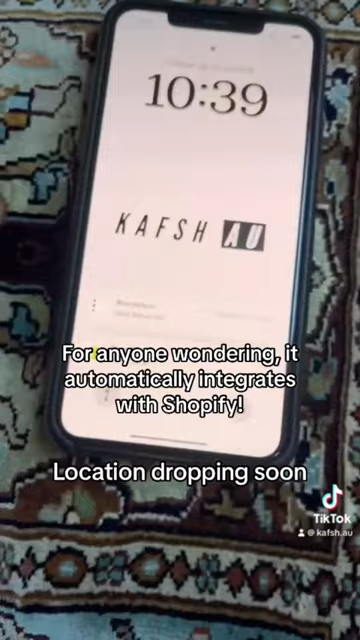 10:39
KAFSH AU
For anyone wondering, it
automatically integrates
with Shopify!
Location dropping soon
TikTok
@kafsh.au